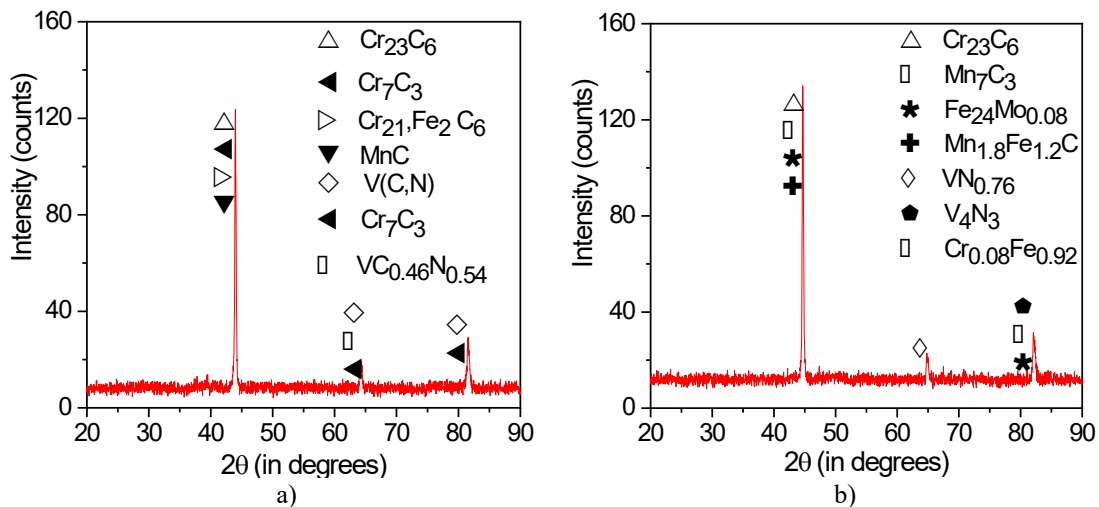 160
120
80
40
0
Intensity (counts)
△ Cr₂₃C₆
◀ Cr₇C₃
▷ Cr₂₁,Fe₂ C₆
▼ MnC
◇ V(C,N)
◀ Cr₇C₃
▯ VC₀.₄₆N₀.₅₄
20 30 40 50 60 70 80 90
2θ (in degrees)
a)
160
120
80
40
0
Intensity (counts)
△ Cr₂₃C₆
▯ Mn₇C₃
★ Fe₂₄Mo₀.₀₈
✚ Mn₁.₈Fe₁.₂C
◇ VN₀.₇₆
⬟ V₄N₃
▯ Cr₀.₀₈Fe₀.₉₂
20 30 40 50 60 70 80 90
2θ (in degrees)
b)